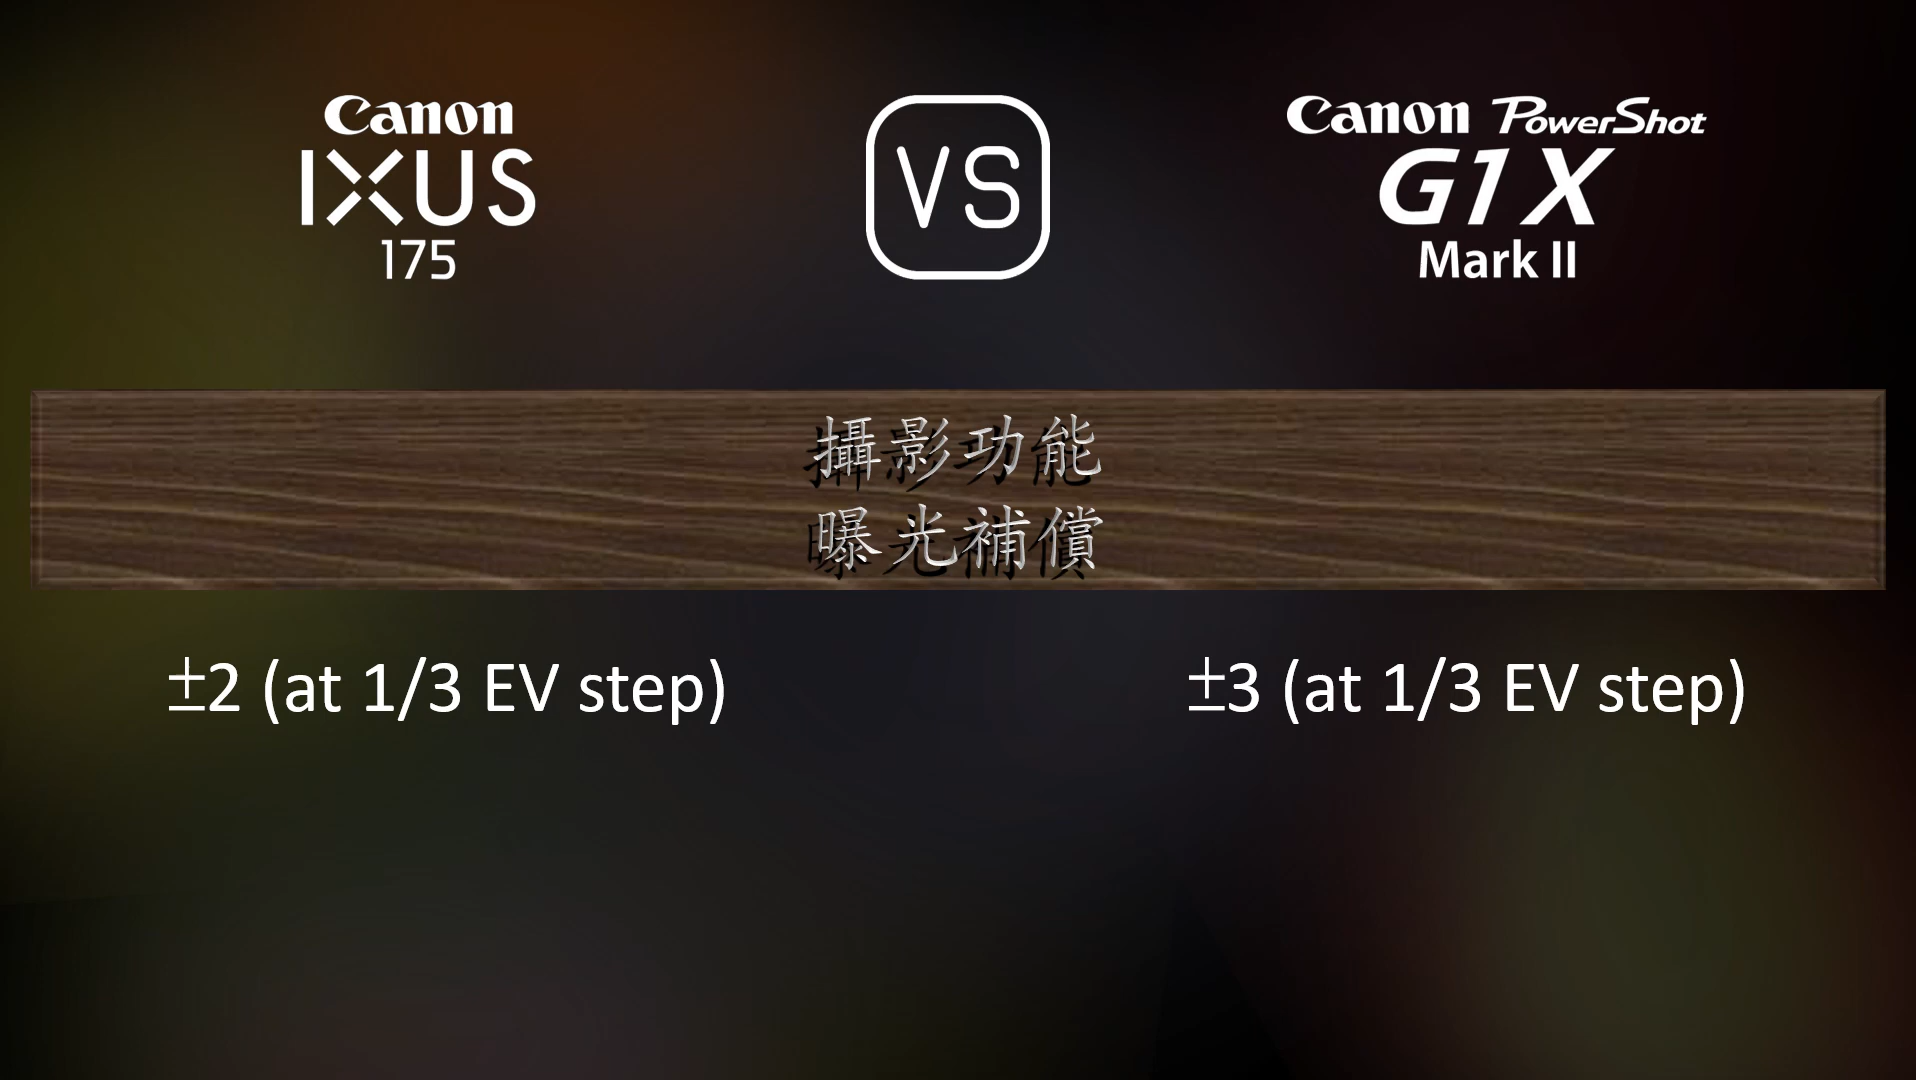 Canon
IXUS
175
VS
Canon PowerShot
G1 X
Mark II
攝影功能
曝光補償
±2 (at 1/3 EV step)
±3 (at 1/3 EV step)